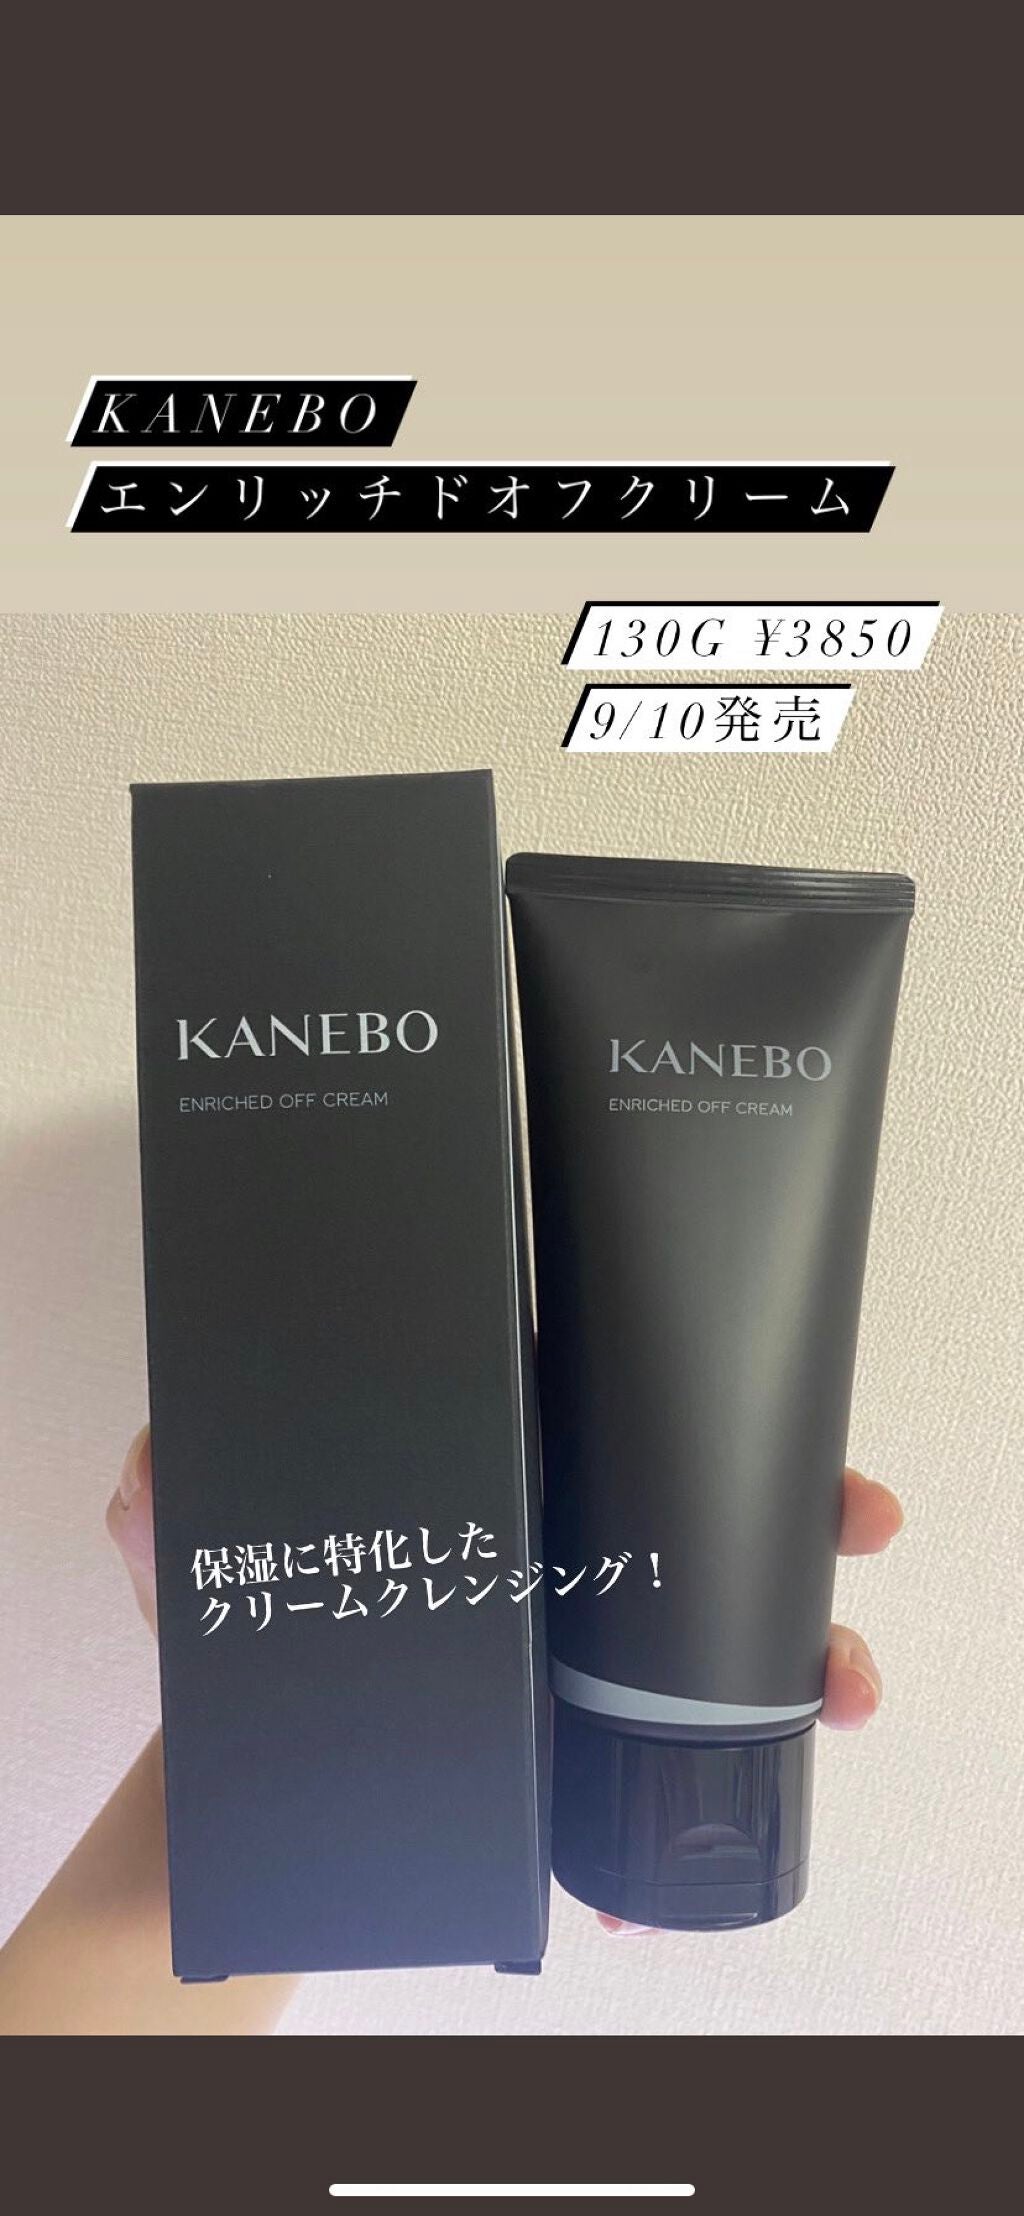 KANEBO
エンリッチドオフクリーム
130G ¥3850
9/10発売
KANEBO
ENRICHED OFF CREAM
KANEBO
ENRICHED OFF CREAM
保湿に特化した
クリームクレンジング！